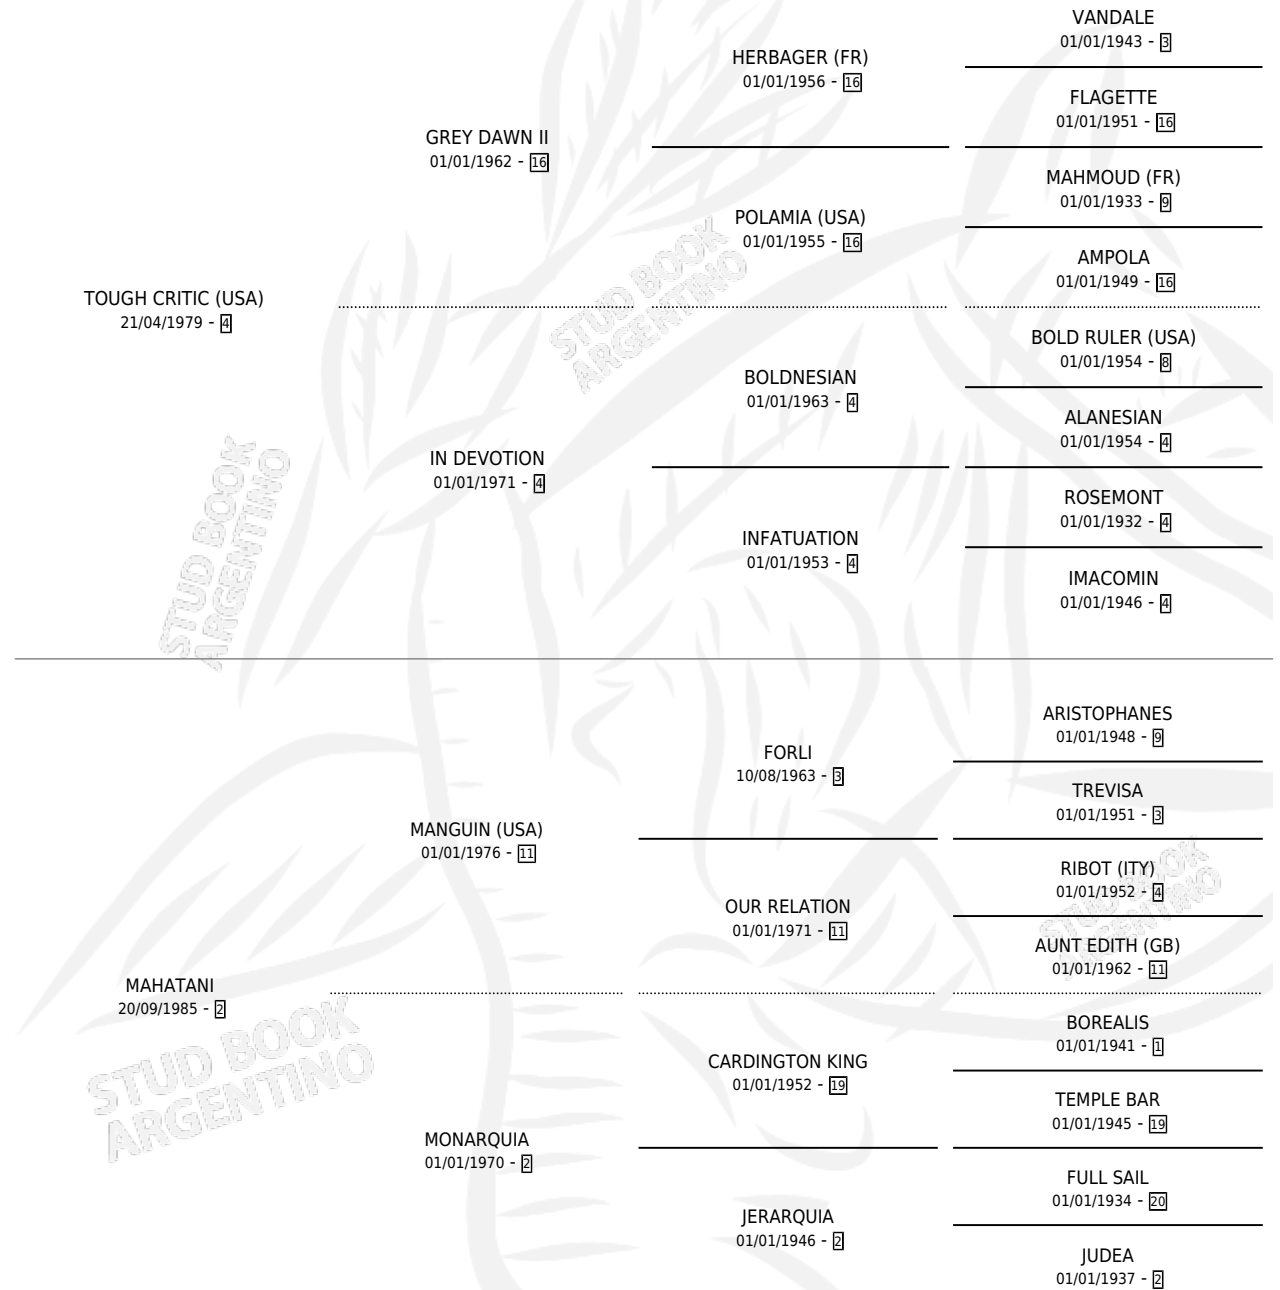 VANDALE
01/01/1943 - 3
HERBAGER (FR)
01/01/1956 - 16
FLAGETTE
01/01/1951 - 16
GREY DAWN II
01/01/1962 - 16
MAHMOUD (FR)
01/01/1933 - 9
POLAMIA (USA)
01/01/1955 - 16
AMPOLA
01/01/1949 - 16
TOUGH CRITIC (USA)
21/04/1979 - 4
STUD BOOK
ARGENTINO
BOLD RULER (USA)
01/01/1954 - 8
BOLDNESIAN
01/01/1963 - 4
ALANESIAN
01/01/1954 - 4
IN DEVOTION
01/01/1971 - 4
ROSEMONT
01/01/1932 - 4
INFATUATION
01/01/1953 - 4
IMACOMIN
01/01/1946 - 4
STUD BOOK
ARGENTINO
ARISTOPHANES
01/01/1948 - 9
FORLI
10/08/1963 - 3
TREVISA
01/01/1951 - 3
MANGUIN (USA)
01/01/1976 - 11
RIBOT (ITY)
01/01/1952 - 4
OUR RELATION
01/01/1971 - 11
AUNT EDITH (GB)
01/01/1962 - 11
STUD BOOK
ARGENTINO
MAHATANI
20/09/1985 - 2
BOREALIS
01/01/1941 - 1
CARDINGTON KING
01/01/1952 - 19
TEMPLE BAR
01/01/1945 - 19
STUD BOOK
ARGENTINO
MONARQUIA
01/01/1970 - 2
FULL SAIL
01/01/1934 - 20
JERARQUIA
01/01/1946 - 2
JUDEA
01/01/1937 - 2